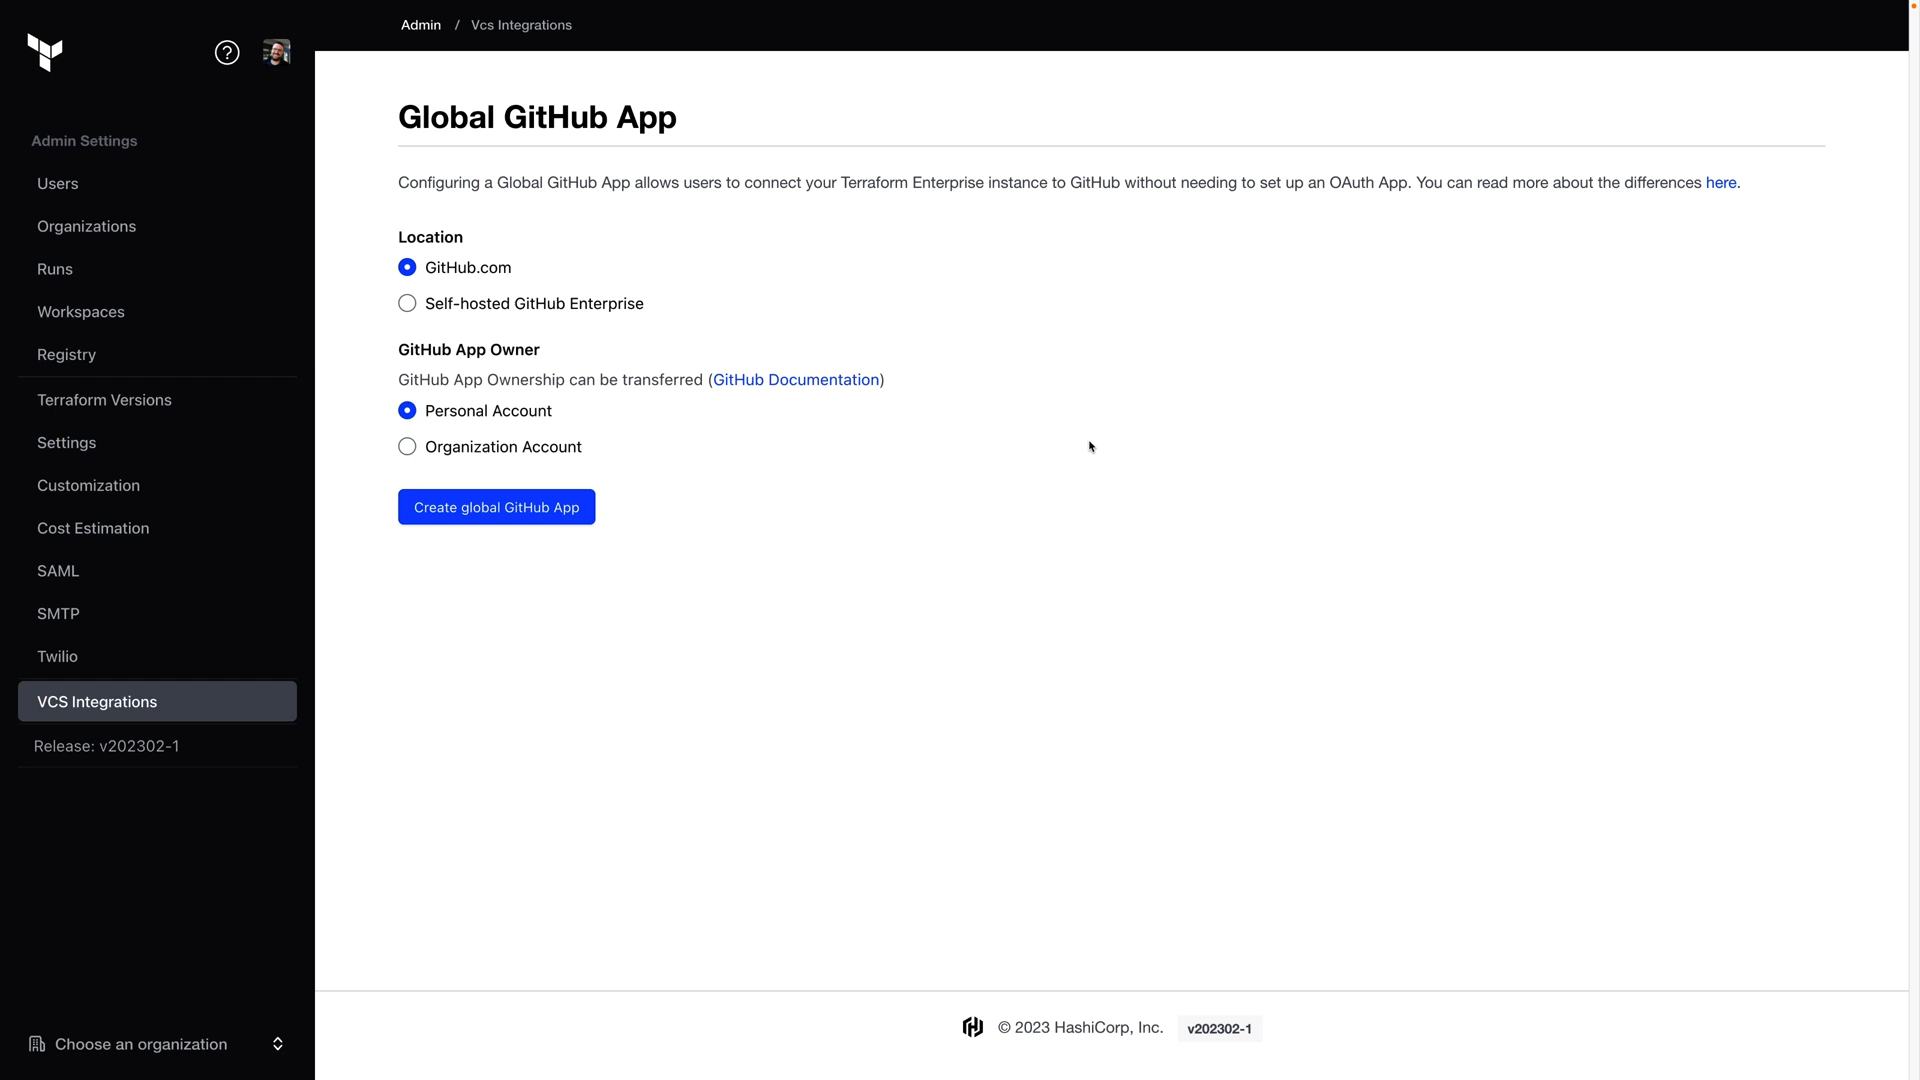 Admin / Vcs Integrations
Admin Settings
Users
Organizations
Runs
Workspaces
Registry
Terraform Versions
Settings
Customization
Cost Estimation
SAML
SMTP
Twilio
VCS Integrations
Release: v202302-1
Choose an organization
Global GitHub App
Configuring a Global GitHub App allows users to connect your Terraform Enterprise instance to GitHub without needing to set up an OAuth App. You can read more about the differences here.
Location
GitHub.com
Self-hosted GitHub Enterprise
GitHub App Owner
GitHub App Ownership can be transferred (GitHub Documentation)
Personal Account
Organization Account
Create global GitHub App
© 2023 HashiCorp, Inc. v202302-1